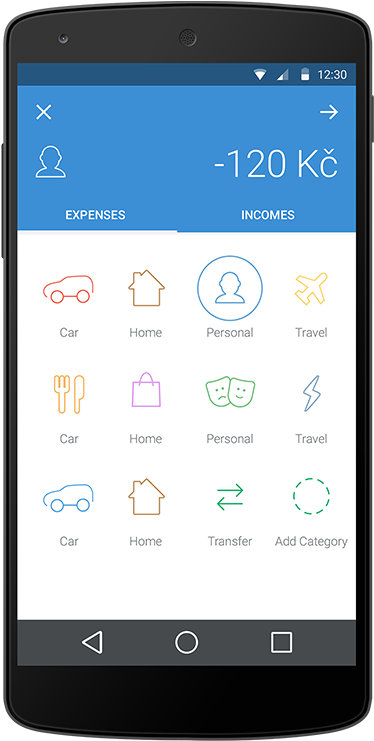 12:30
-120 Kč
EXPENSES INCOMES
Car Home Personal Travel
Car Home Personal Travel
Car Home Transfer Add Category